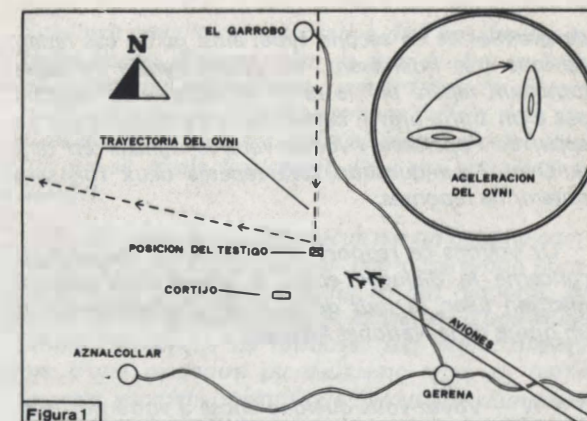 EL GARROBO
N
TRAYECTORIA DEL OVNI
ACELERACION
DEL OVNI
POSICION DEL TESTIGO
CORTIJO
AVIONES
AZNALCOLLAR
GERENA
Figura 1